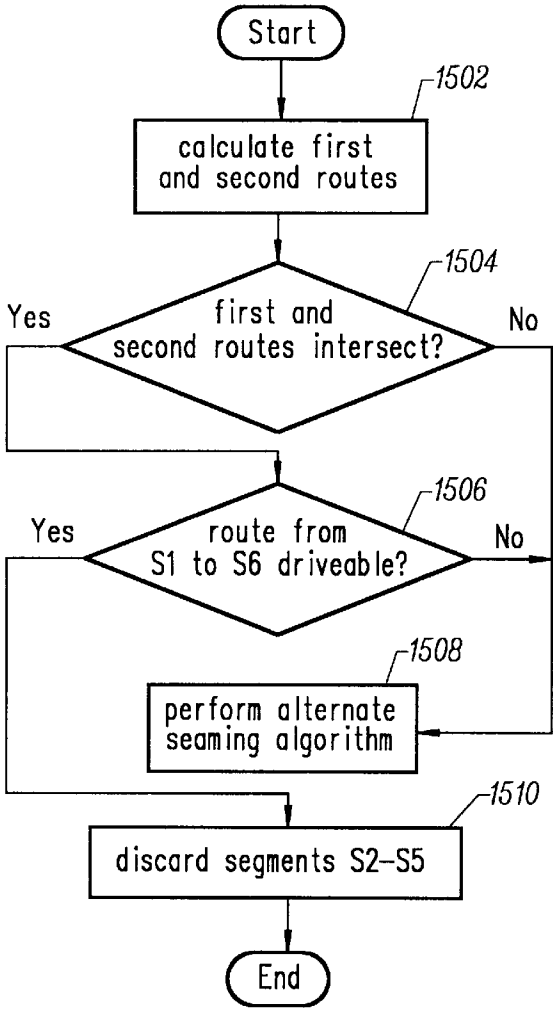 Start
1502
calculate first
and second routes
1504
Yes
first and
second routes intersect?
No
1506
Yes
route from
S1 to S6 driveable?
No
1508
perform alternate
seaming algorithm
1510
discard segments S2–S5
End